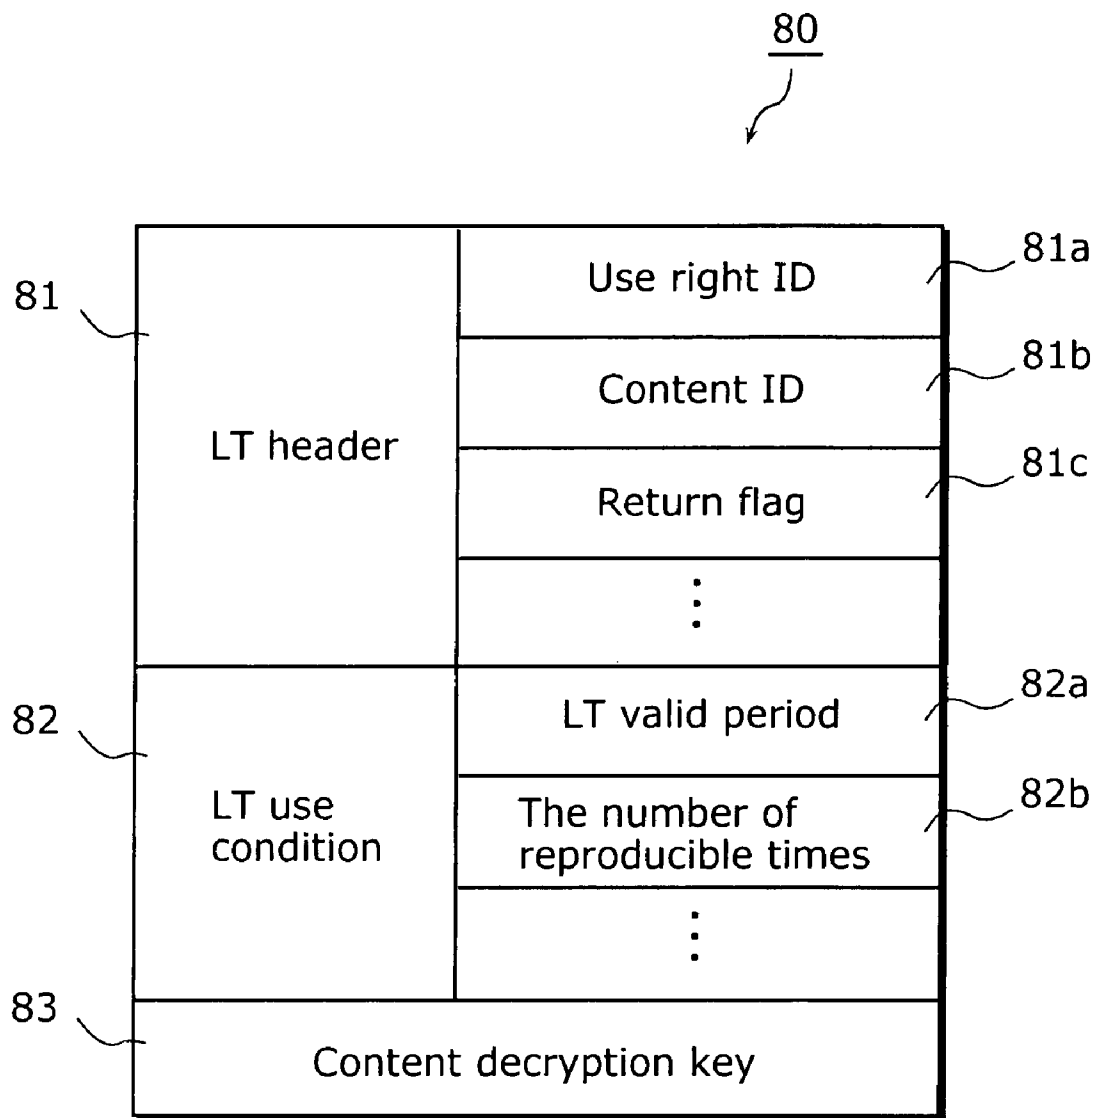 80
81
LT header
Use right ID
81a
Content ID
81b
Return flag
81c
82
LT use
condition
LT valid period
82a
The number of
reproducible times
82b
83
Content decryption key